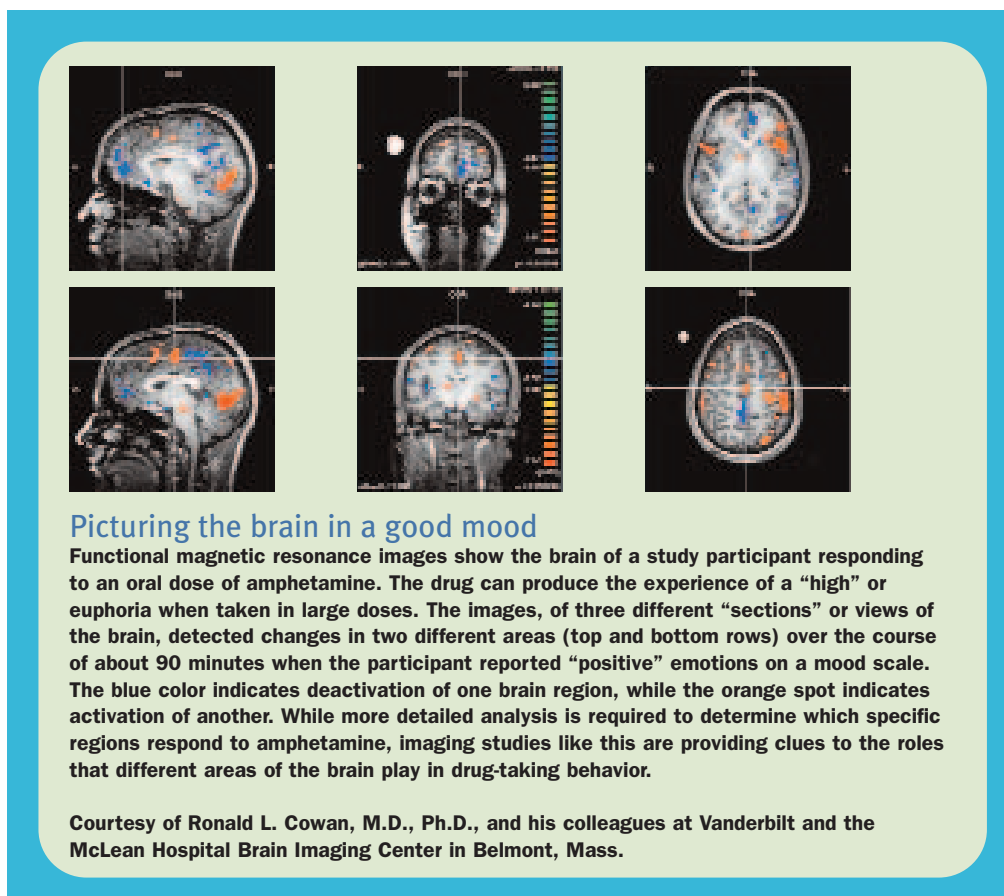 Picturing the brain in a good mood
Functional magnetic resonance images show the brain of a study participant responding
to an oral dose of amphetamine. The drug can produce the experience of a “high” or
euphoria when taken in large doses. The images, of three different “sections” or views of
the brain, detected changes in two different areas (top and bottom rows) over the course
of about 90 minutes when the participant reported “positive” emotions on a mood scale.
The blue color indicates deactivation of one brain region, while the orange spot indicates
activation of another. While more detailed analysis is required to determine which specific
regions respond to amphetamine, imaging studies like this are providing clues to the roles
that different areas of the brain play in drug-taking behavior.
Courtesy of Ronald L. Cowan, M.D., Ph.D., and his colleagues at Vanderbilt and the
McLean Hospital Brain Imaging Center in Belmont, Mass.